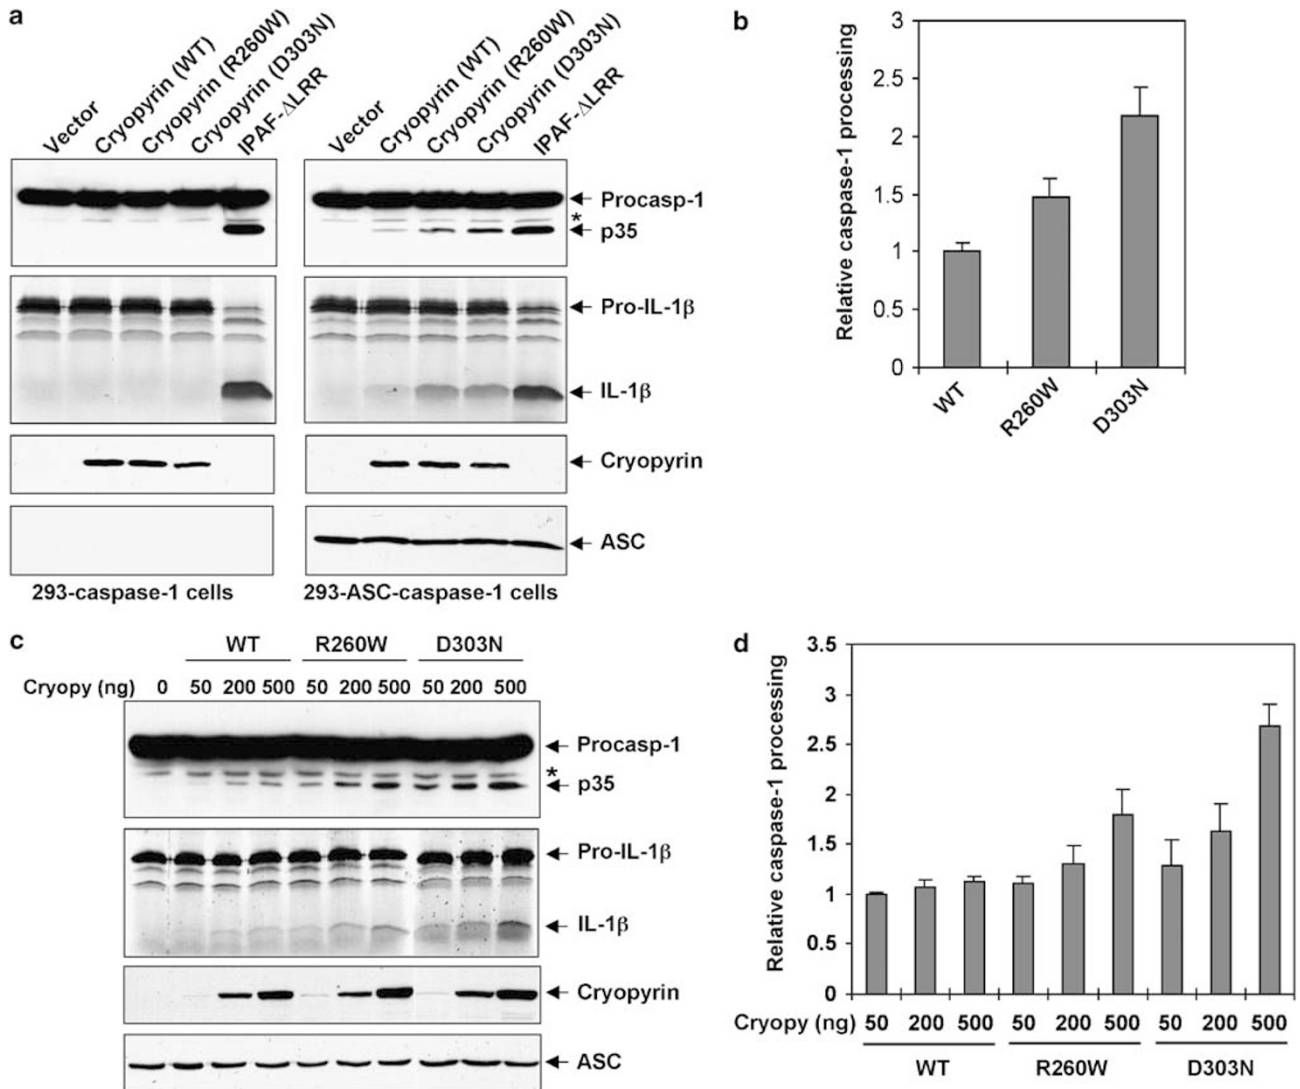 a
Vector
Cryopyrin (WT)
Cryopyrin (R260W)
Cryopyrin (D303N)
IPAF-ΔLRR
Vector
Cryopyrin (WT)
Cryopyrin (R260W)
Cryopyrin (D303N)
IPAF-ΔLRR
Procasp-1
*
p35
Pro-IL-1β
IL-1β
Cryopyrin
ASC
293-caspase-1 cells
293-ASC-caspase-1 cells
b
Relative caspase-1 processing
3
2.5
2
1.5
1
0.5
0
WT
R260W
D303N
c
WT R260W D303N
Cryopy (ng) 0 50 200 500 50 200 500 50 200 500
Procasp-1
*
p35
Pro-IL-1β
IL-1β
Cryopyrin
ASC
d
Relative caspase-1 processing
3.5
3
2.5
2
1.5
1
0.5
0
Cryopy (ng) 50 200 500 50 200 500 50 200 500
WT R260W D303N